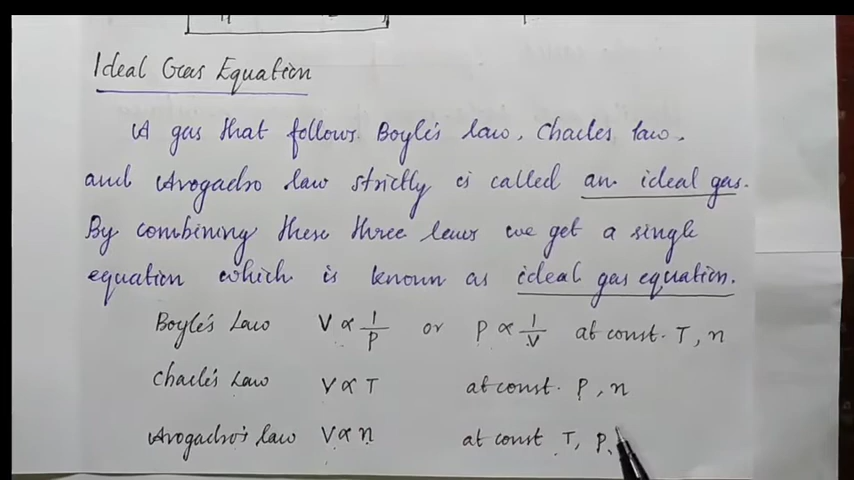 Ideal Gas Equation
A gas that follows Boyle's law, Charles law,
and Avogadro law strictly is called an ideal gas.
By combining these three laws we get a single
equation which is known as ideal gas equation.
Boyle's Law V ∝ 1/P or P ∝ 1/V at const. T, n
Charle's Law V ∝ T at const. P, n
Avogadro's law V ∝ n at const T, P.